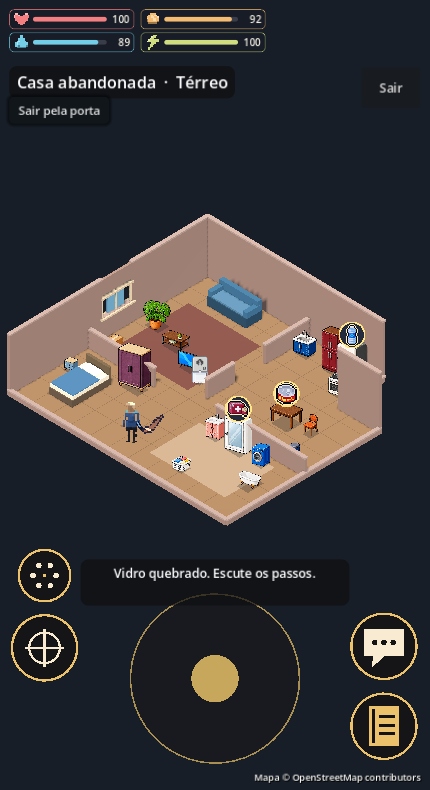 100
92
89
100
Casa abandonada · Térreo
Sair
Sair pela porta
Vidro quebrado. Escute os passos.
Mapa © OpenStreetMap contributors